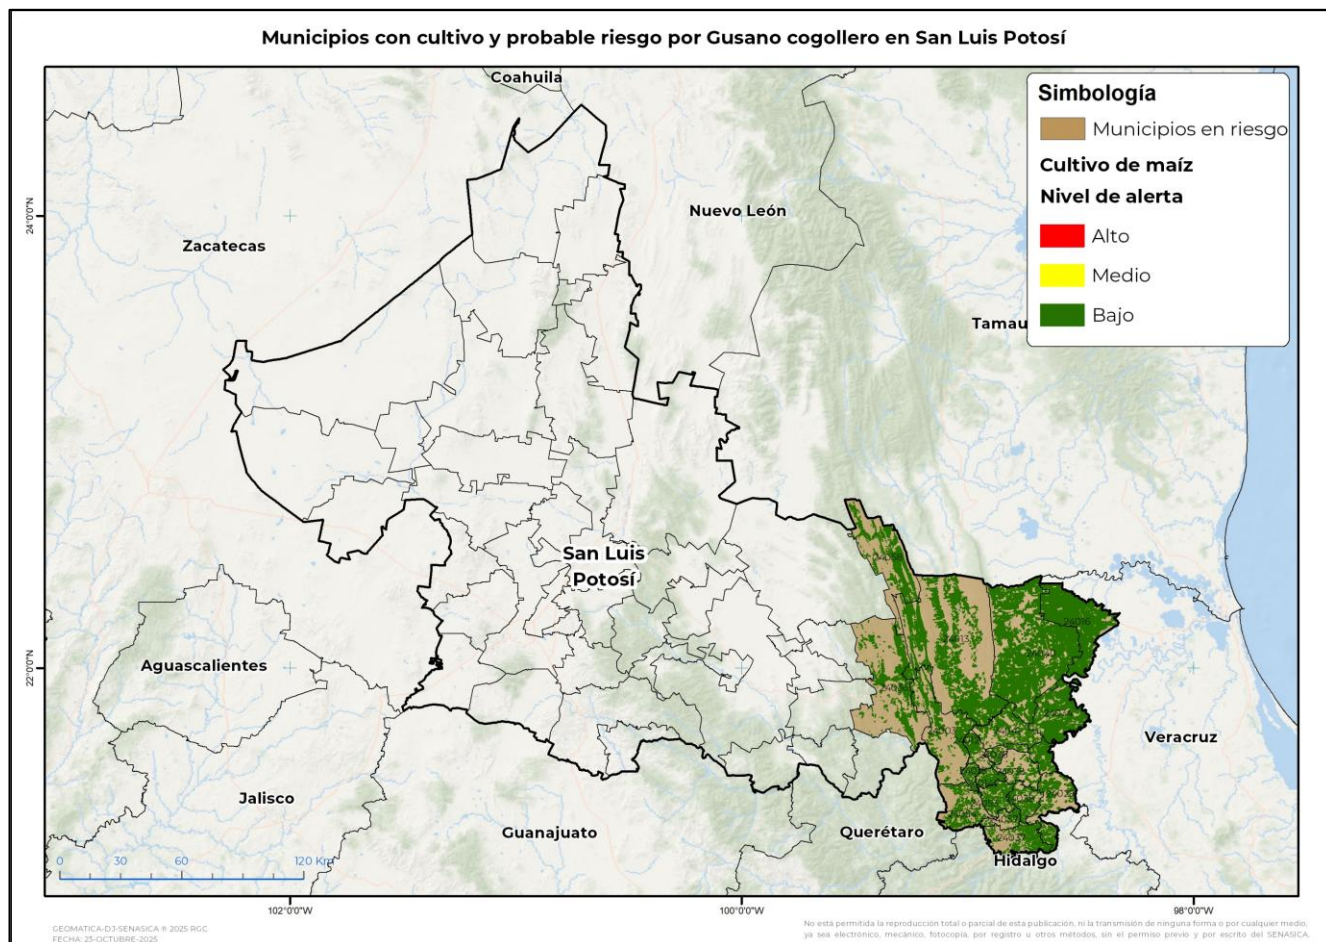 Municipios con cultivo y probable riesgo por Gusano cogollero en San Luis Potosí
Coahuila
Simbología
Municipios en riesgo
Cultivo de maíz
Nivel de alerta
Alto
Medio
Bajo
24°0'0"N
Nuevo León
Zacatecas
Tamau
San Luis
Potosí
22°0'0"N
Aguascalientes
24016
Veracruz
Jalisco
Guanajuato
Querétaro
Hidalgo
0 30 60 120 Km
102°0'0"W
100°0'0"W
98°0'0"W
GEOMATICA-DJ-SENASICA ® 2025 RGC
FECHA: 23-OCTUBRE-2025
No está permitida la reproducción total o parcial de esta publicación, ni la transmisión de ninguna forma o por cualquier medio,
ya sea electrónico, mecánico, fotocopia, por registro u otros métodos, sin el permiso previo y por escrito del SENASICA.